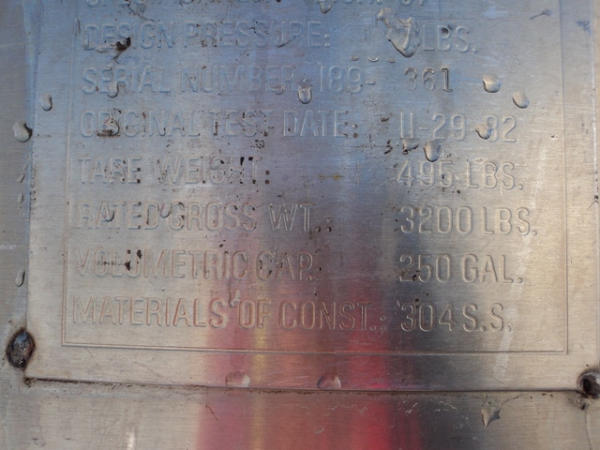 DESIGN PRESSURE: LBS.
SERIAL NUMBER: 189- 361
ORIGINAL TEST DATE: 11-29-82
TARE WEIGHT: 495 LBS.
RATED GROSS WT.: 3200 LBS.
VOLUMETRIC CAP. 250 GAL.
MATERIALS OF CONST.: 304 S.S.